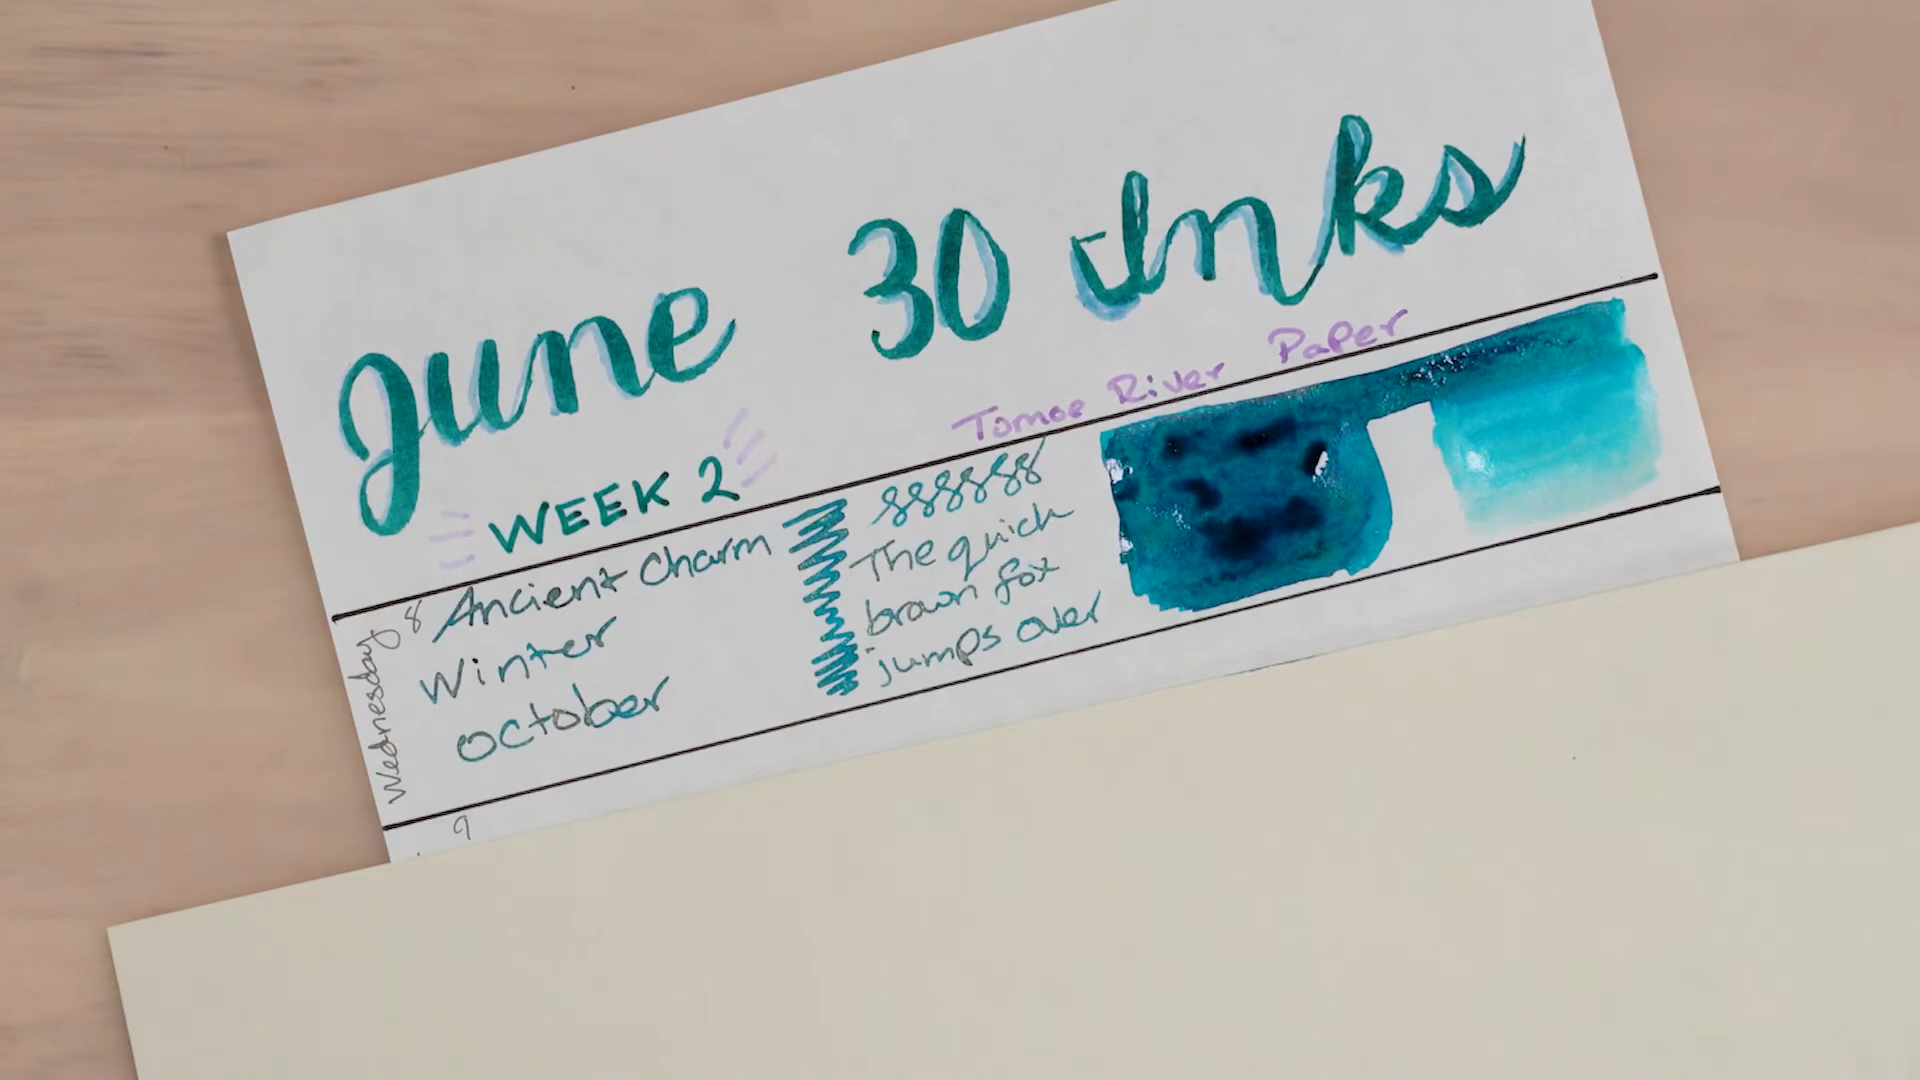 June 30 Inks
WEEK 2
Tomoe River Paper
Wednesday
8
Ancient Charm
Winter
October
ssssss
The quick
brown fox
jumps over
9